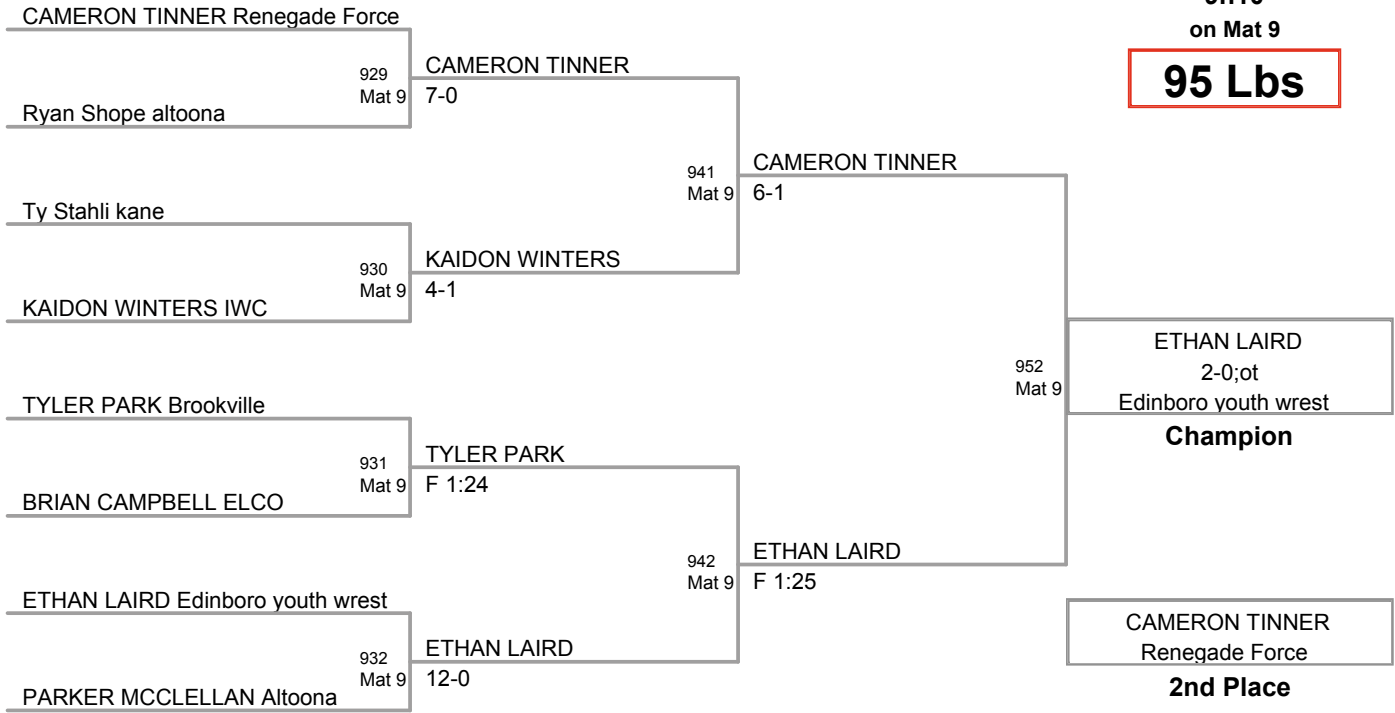 CAMERON TINNER Renegade Force
on Mat 9
95 Lbs
929
Mat 9
CAMERON TINNER
7-0
Ryan Shope altoona
941
Mat 9
CAMERON TINNER
6-1
Ty Stahli kane
930
Mat 9
KAIDON WINTERS
4-1
KAIDON WINTERS IWC
952
Mat 9
ETHAN LAIRD
2-0;ot
Edinboro youth wrest
Champion
TYLER PARK Brookville
931
Mat 9
TYLER PARK
F 1:24
BRIAN CAMPBELL ELCO
942
Mat 9
ETHAN LAIRD
F 1:25
ETHAN LAIRD Edinboro youth wrest
932
Mat 9
ETHAN LAIRD
12-0
PARKER MCCLELLAN Altoona
CAMERON TINNER
Renegade Force
2nd Place